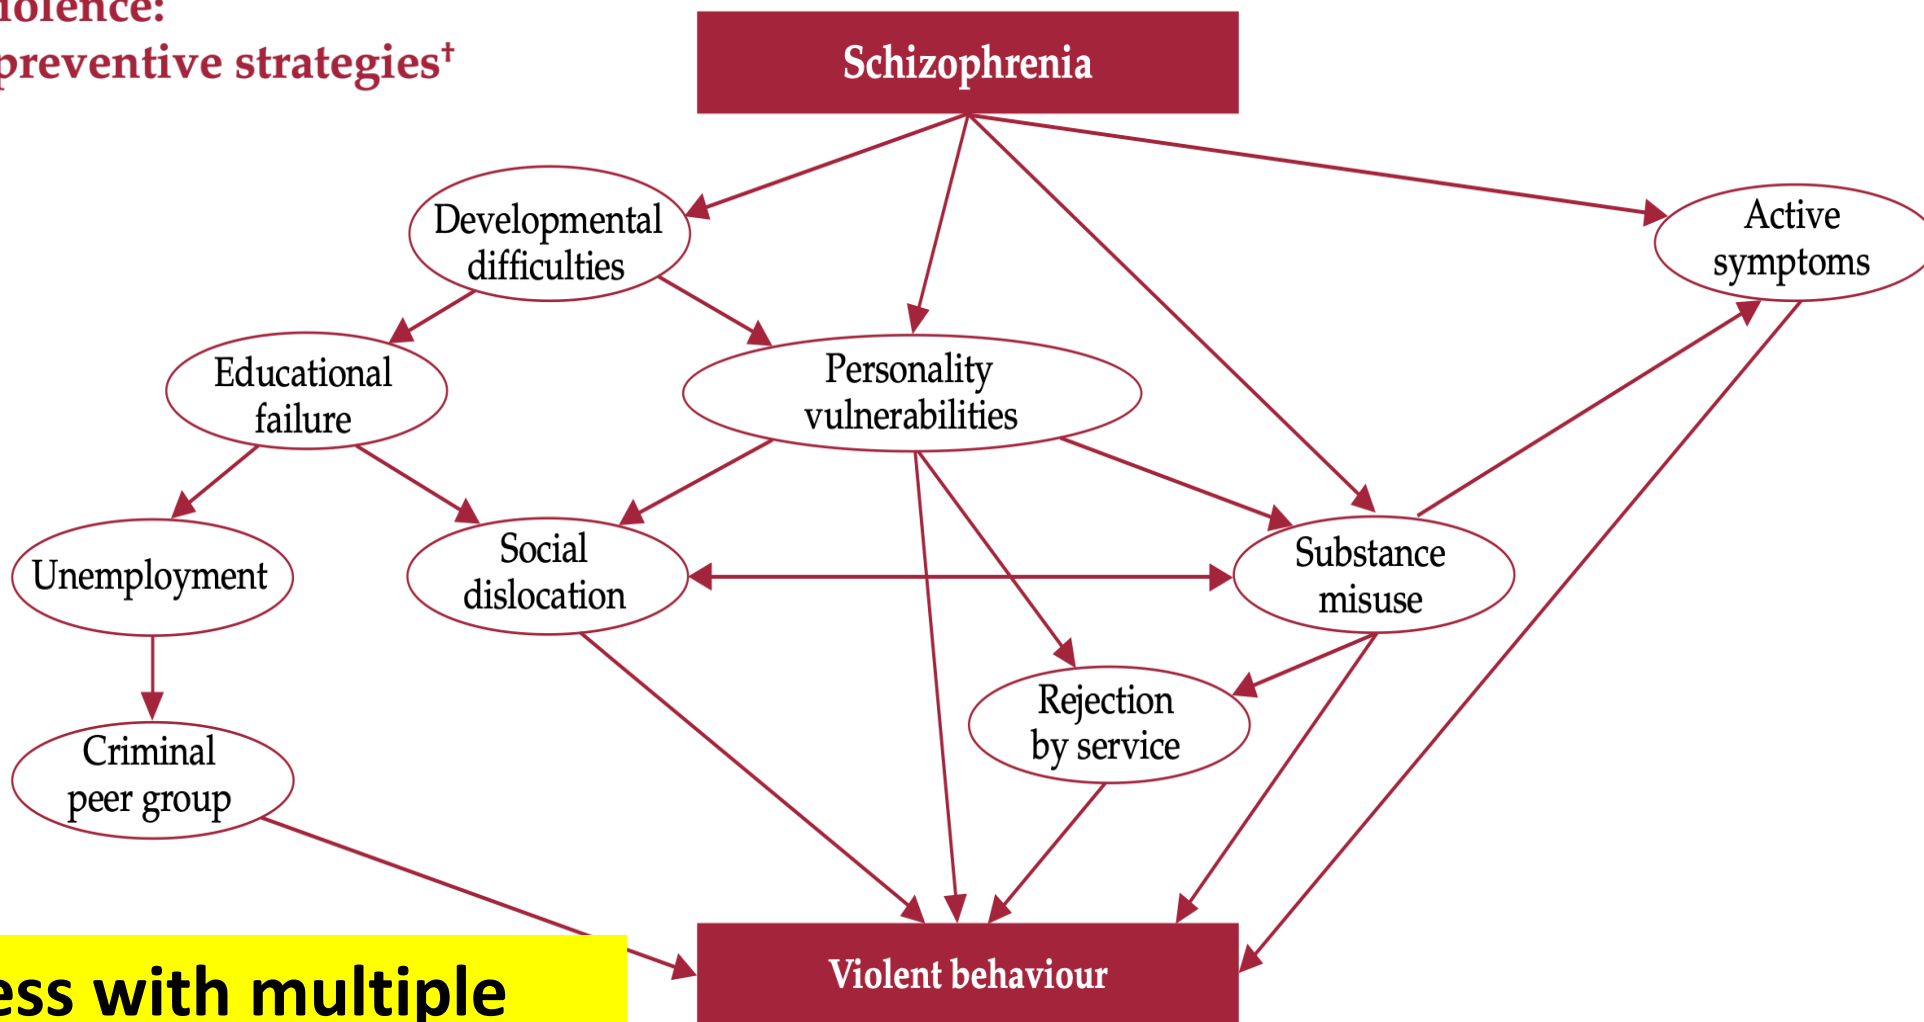 preventive strategies†
Schizophrenia
Developmental
difficulties
Active
symptoms
Educational
failure
Personality
vulnerabilities
Unemployment
Social
dislocation
Substance
misuse
Rejection
by service
Criminal
peer group
Violent behaviour
with multiple